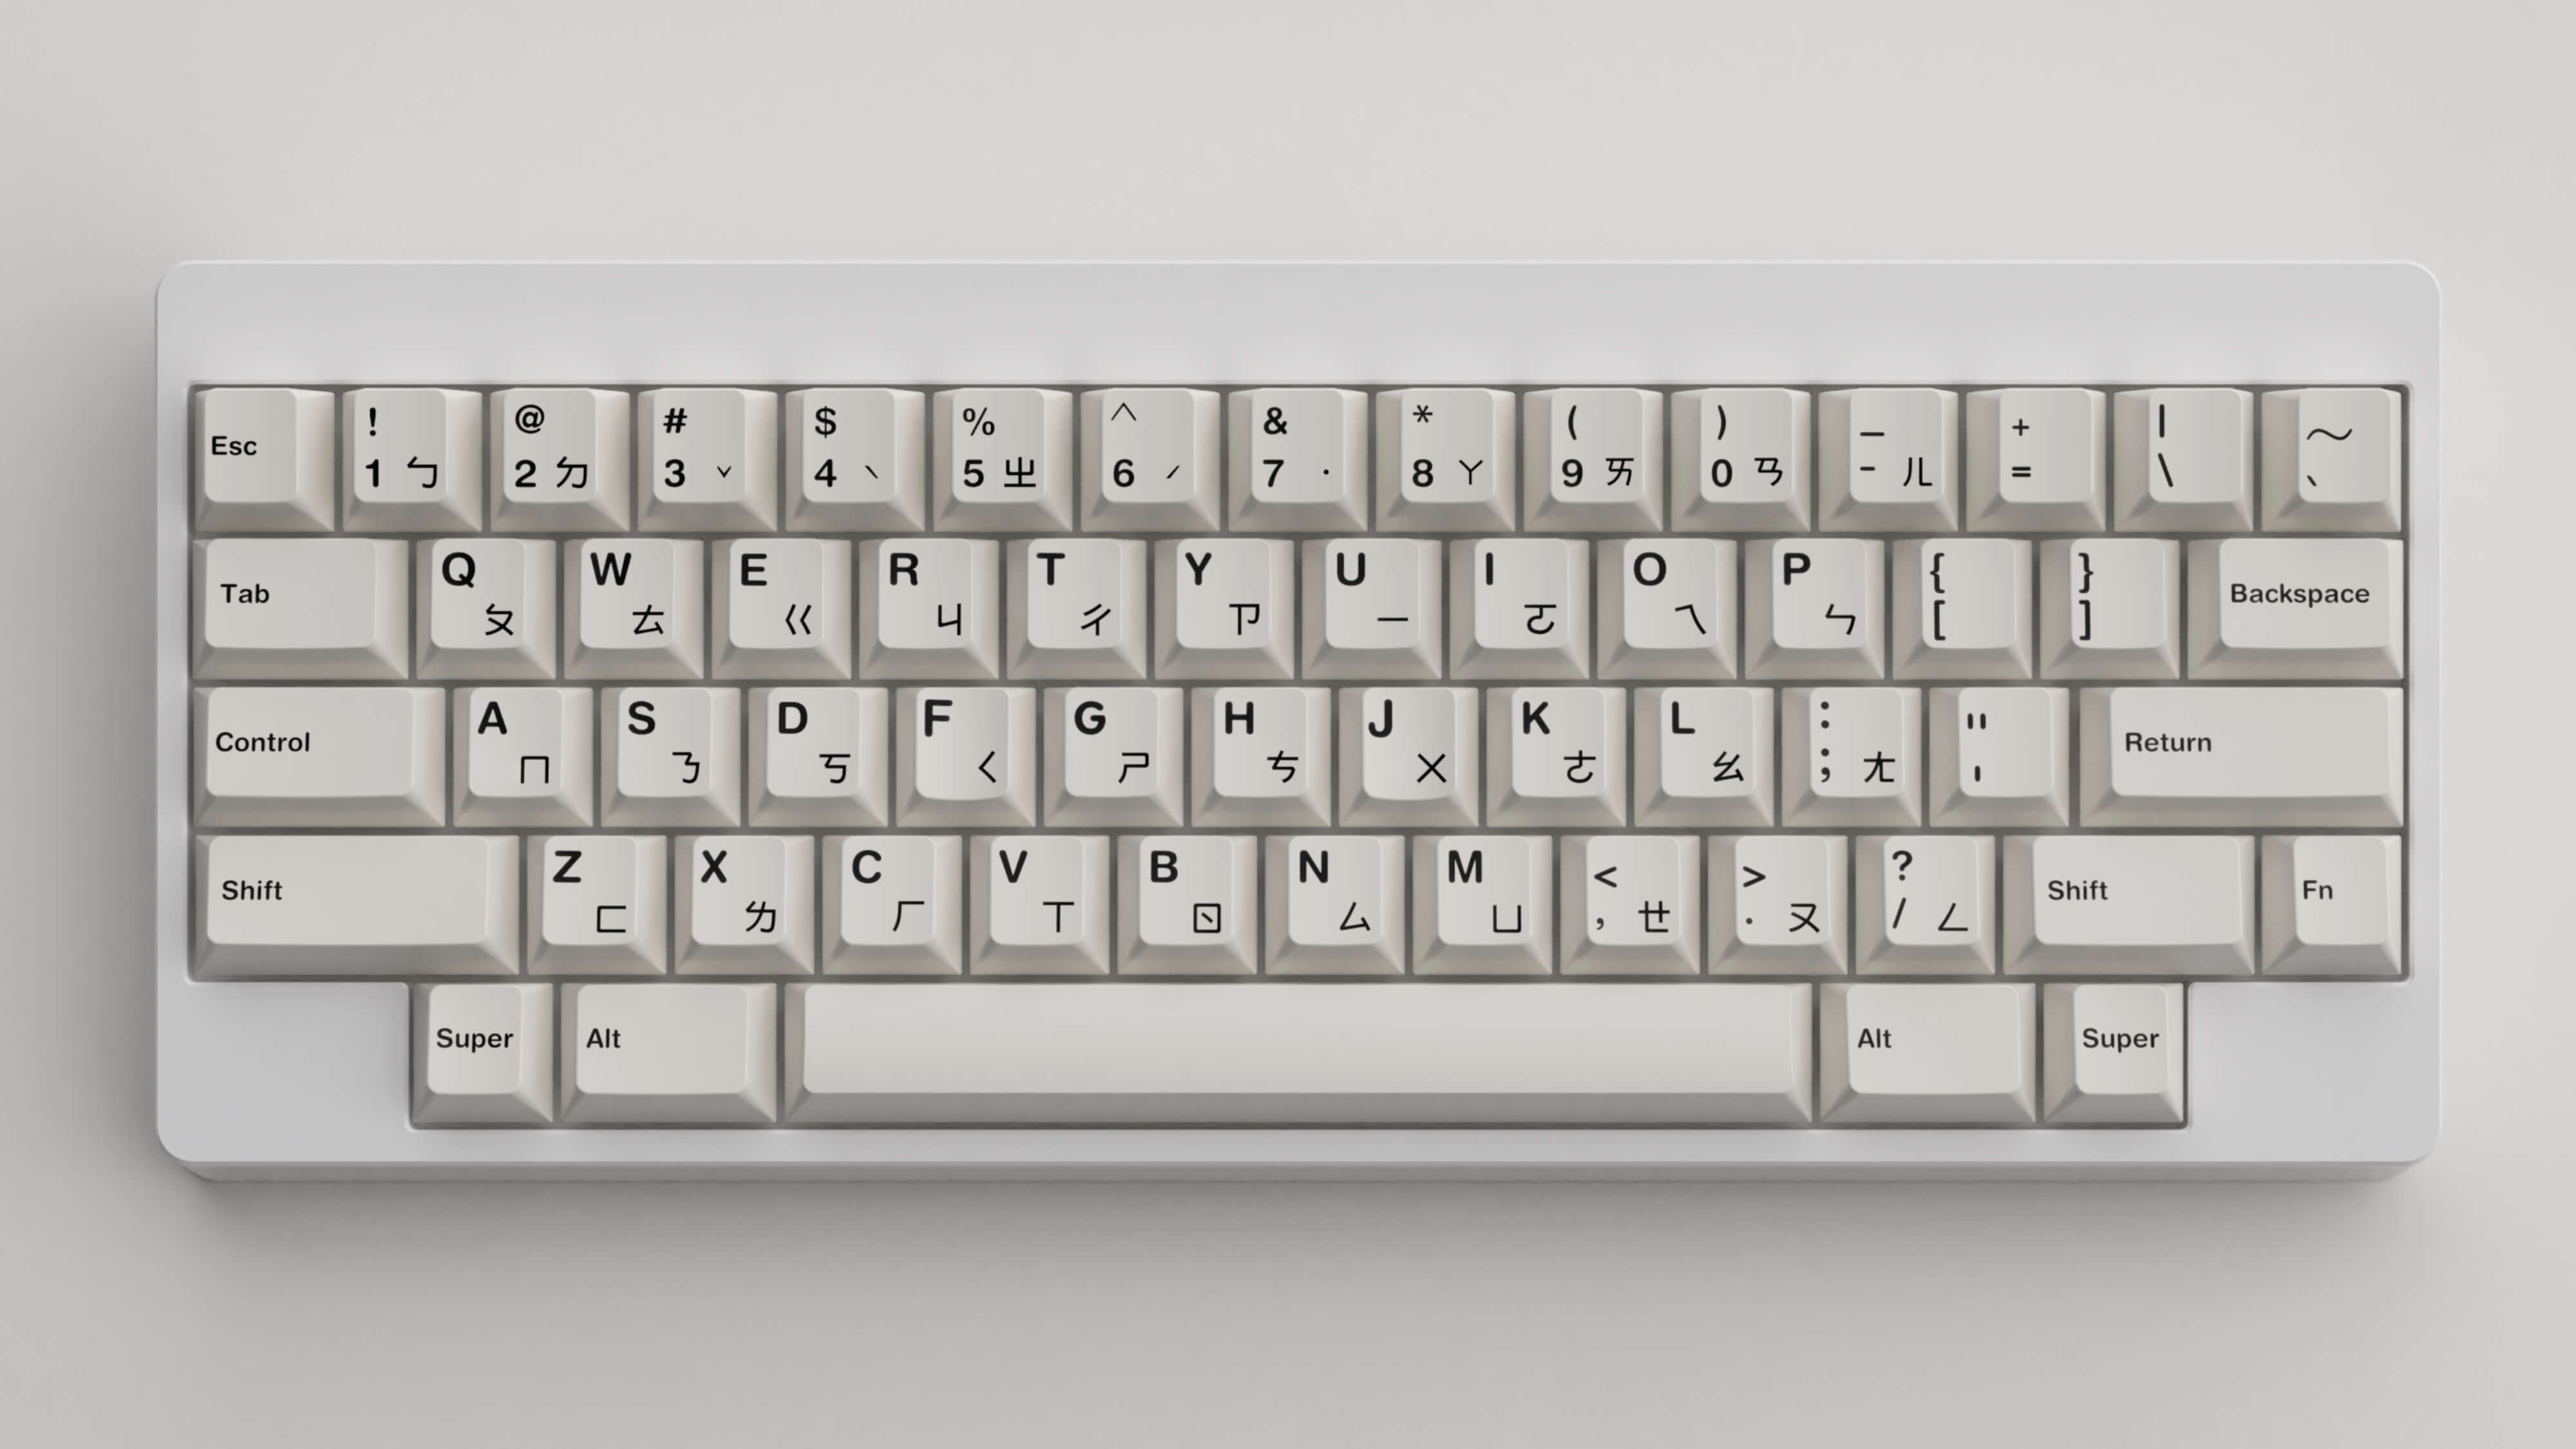 Esc ! 1 ㄅ @ 2 ㄉ # 3 ˇ $ 4 ˋ % 5 ㄓ ^ 6 ˊ & 7 ˙ * 8 ㄚ ( 9 ㄞ ) 0 ㄢ _ - ㄦ + = | \ ~ `
Tab Q ㄆ W ㄊ E ㄍ R ㄐ T ㄔ Y ㄗ U ㄧ I ㄛ O ㄟ P ㄣ { [ } ] Backspace
Control A ㄇ S ㄋ D ㄎ F ㄑ G ㄕ H ㄘ J ㄨ K ㄜ L ㄠ : ; ㄤ " ' Return
Shift Z ㄈ X ㄌ C ㄏ V ㄒ B ㄖ N ㄙ M ㄩ < , ㄝ > . ㄡ ? / ㄥ Shift Fn
Super Alt Alt Super